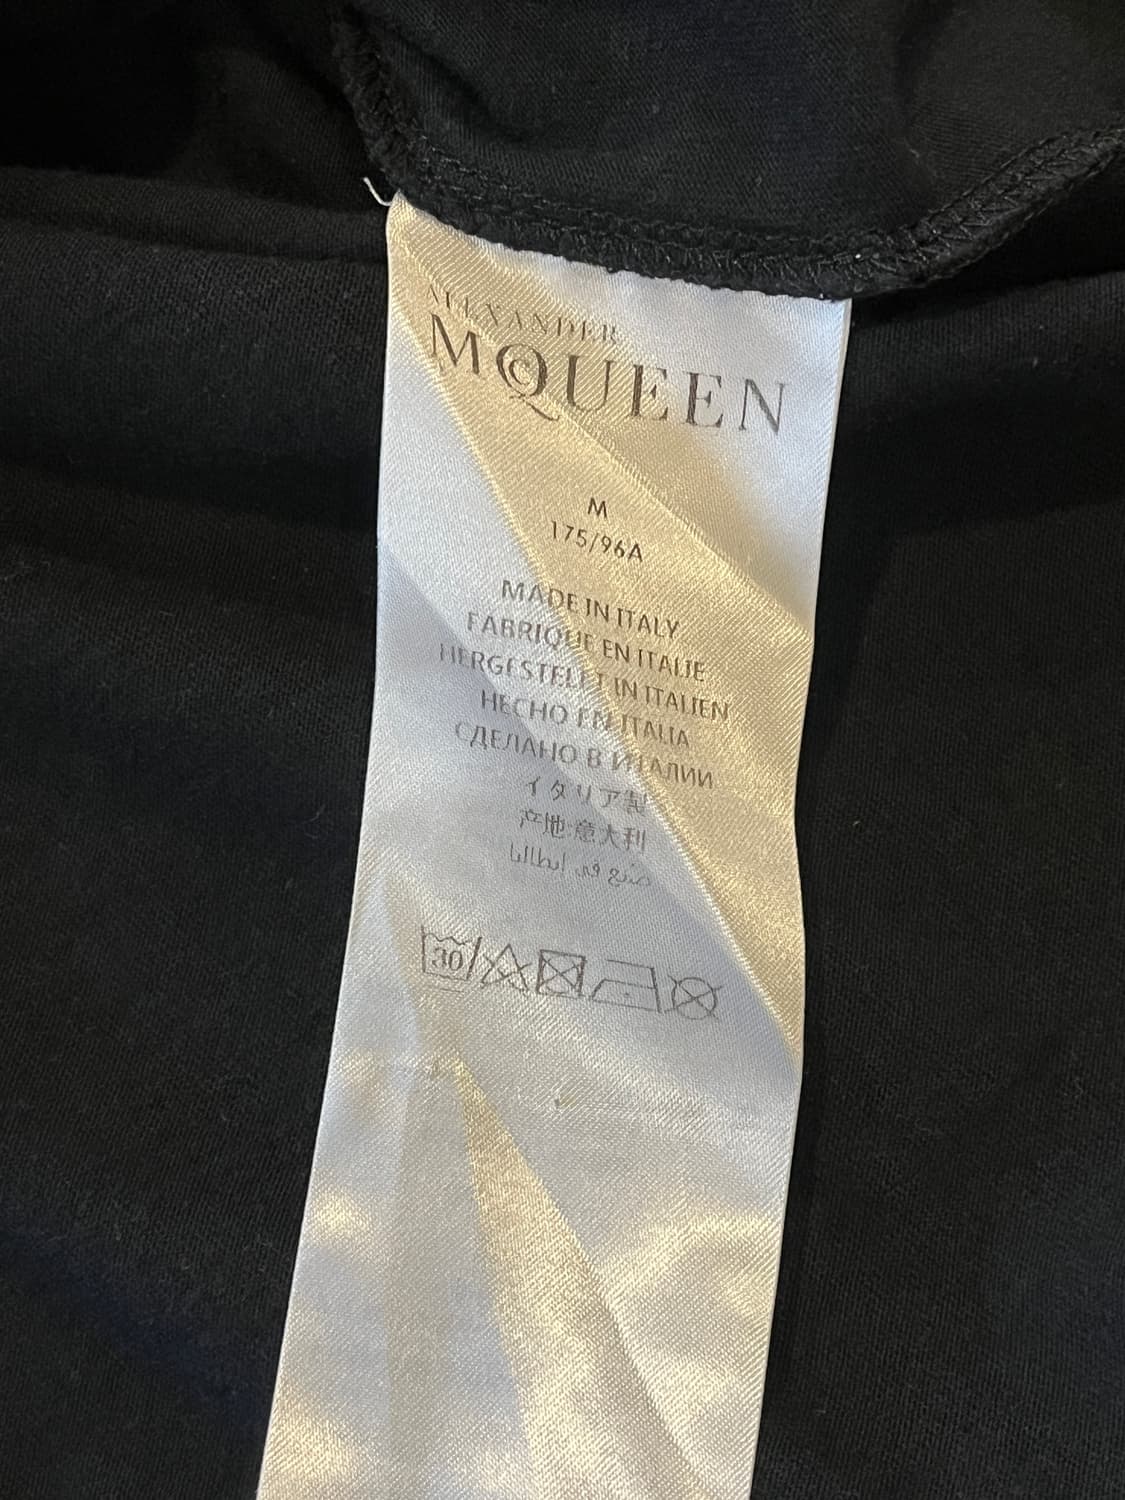 ALEXANDER
MCQUEEN
M
175/96A
MADE IN ITALY
FABRIQUE EN ITALIE
HERGESTELLT IN ITALIEN
HECHO EN ITALIA
СДЕЛАНО В ИТАЛИИ
イタリア製
产地:意大利
صنع في إيطاليا
30